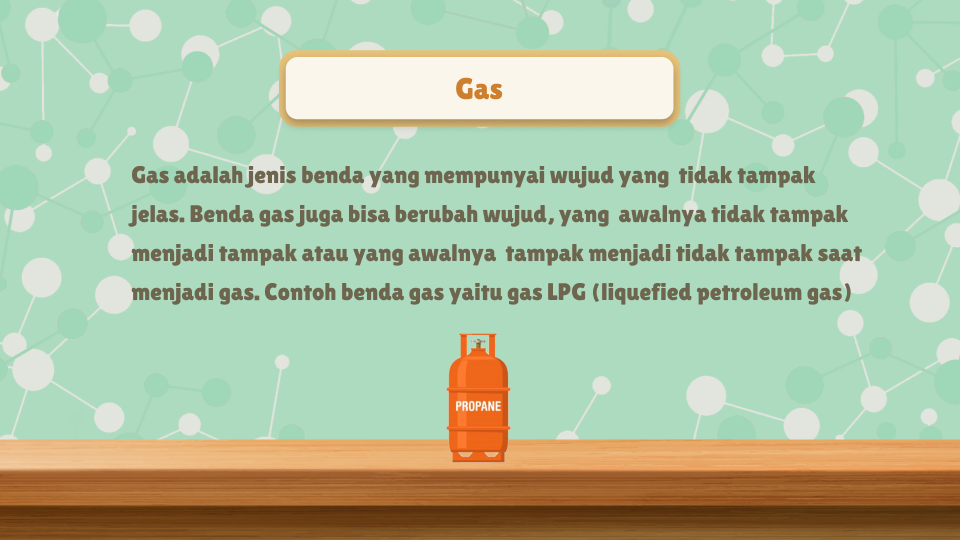 Gas
Gas adalah jenis benda yang mempunyai wujud yang tidak tampak
jelas. Benda gas juga bisa berubah wujud, yang awalnya tidak tampak
menjadi tampak atau yang awalnya tampak menjadi tidak tampak saat
menjadi gas. Contoh benda gas yaitu gas LPG (liquefied petroleum gas)
PROPANE